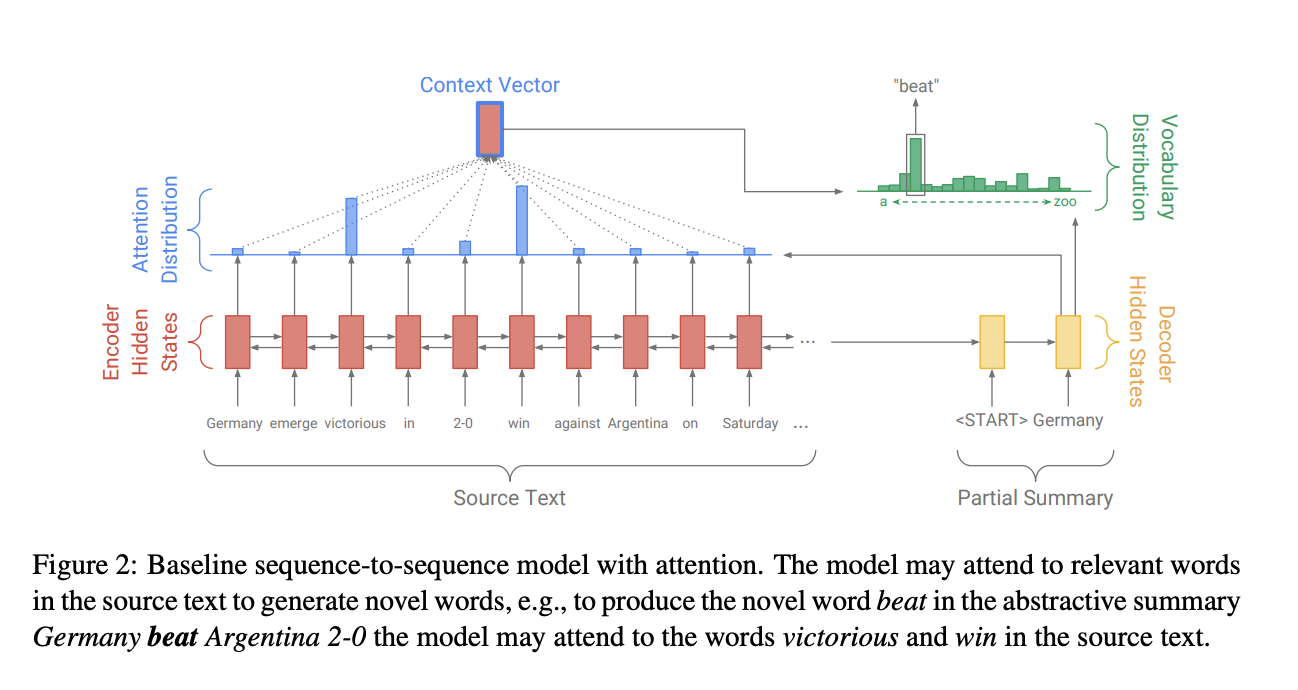 Context Vector
"beat"
Attention
Distribution
a
zoo
Vocabulary
Distribution
Encoder
Hidden
States
...
Decoder
Hidden States
Germany emerge victorious in 2-0 win against Argentina on Saturday ...
<START> Germany
Source Text
Partial Summary
Figure 2: Baseline sequence-to-sequence model with attention. The model may attend to relevant words
in the source text to generate novel words, e.g., to produce the novel word beat in the abstractive summary
Germany beat Argentina 2-0 the model may attend to the words victorious and win in the source text.